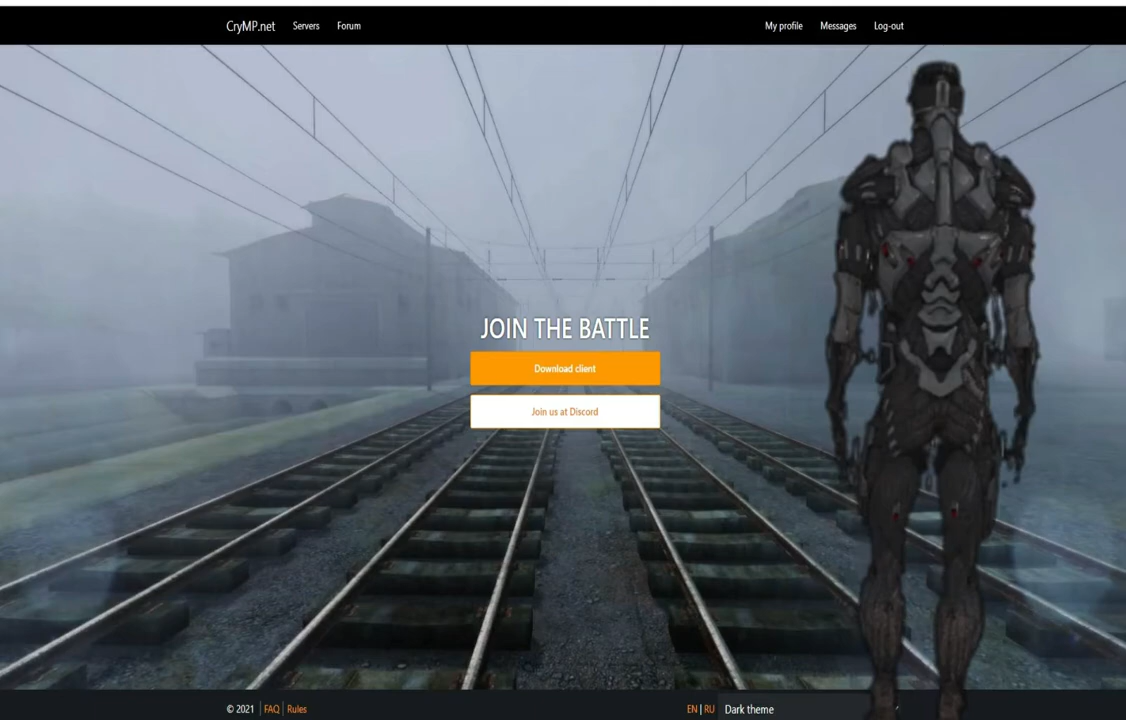 CryMP.net Servers Forum My profile Messages Log-out
JOIN THE BATTLE
Download client
Join us at Discord
© 2021 | FAQ | Rules EN | RU Dark theme